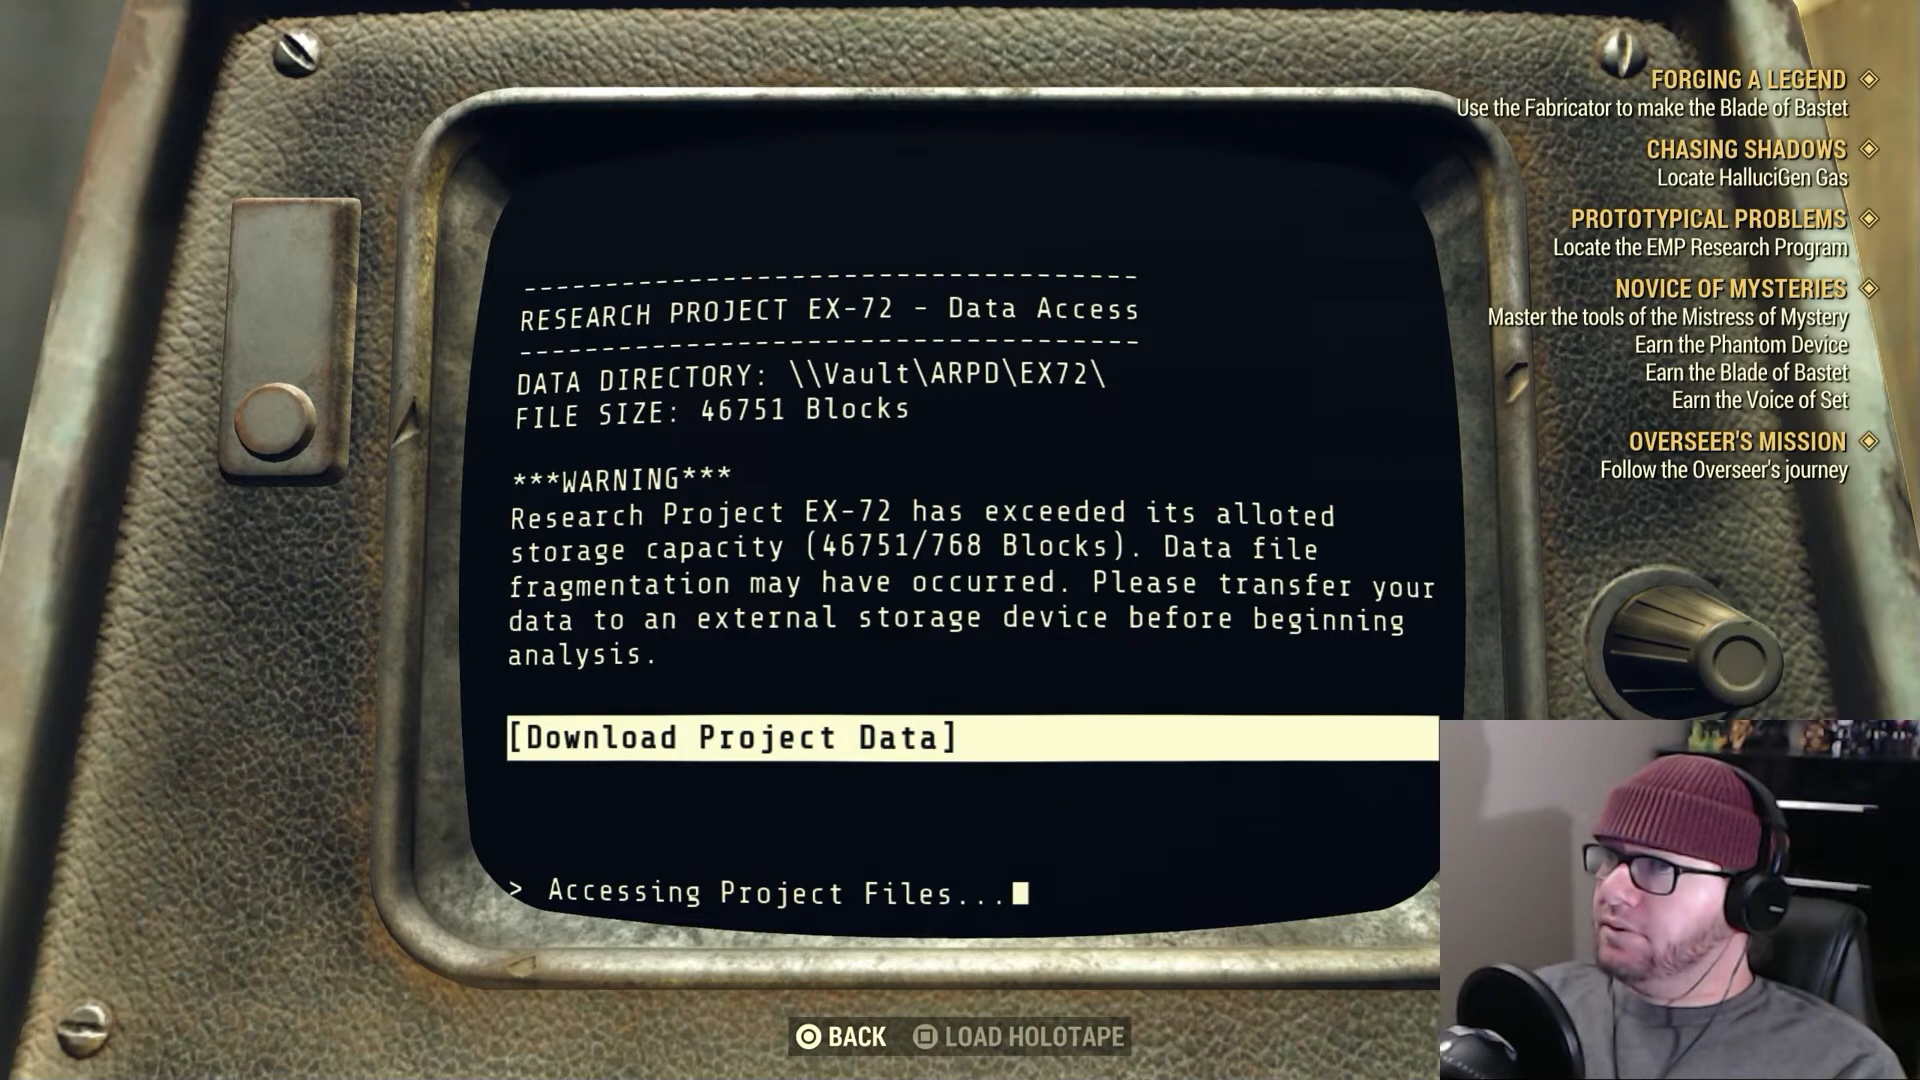 FORGING A LEGEND
Use the Fabricator to make the Blade of Bastet
CHASING SHADOWS
Locate HalluciGen Gas
PROTOTYPICAL PROBLEMS
Locate the EMP Research Program
NOVICE OF MYSTERIES
Master the tools of the Mistress of Mystery
Earn the Phantom Device
Earn the Blade of Bastet
Earn the Voice of Set
OVERSEER'S MISSION
Follow the Overseer's journey
-----------------------------------
RESEARCH PROJECT EX-72 - Data Access
-----------------------------------
DATA DIRECTORY: \\Vault\ARPD\EX72\
FILE SIZE: 46751 Blocks
***WARNING***
Research Project EX-72 has exceeded its alloted
storage capacity (46751/768 Blocks). Data file
fragmentation may have occurred. Please transfer your
data to an external storage device before beginning
analysis.
[Download Project Data]
> Accessing Project Files...
BACK LOAD HOLOTAPE